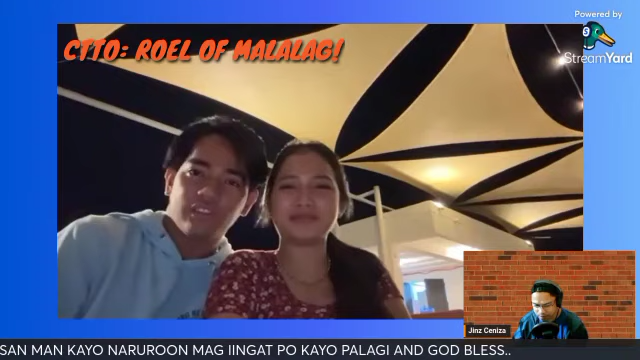 Powered by
StreamYard
CTTO: ROEL OF MALALAG!
Jinz Ceniza
SAN MAN KAYO NARUROON MAG IINGAT PO KAYO PALAGI AND GOD BLESS..